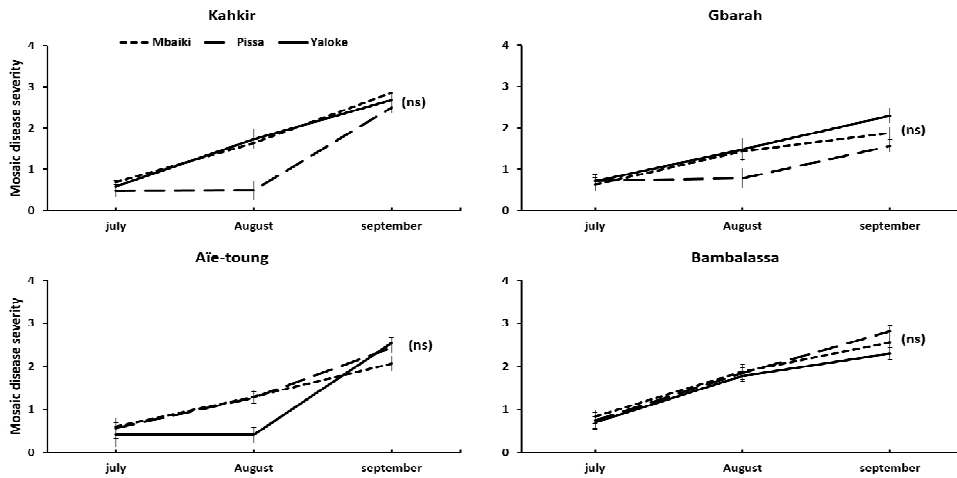 Kahkir
Mbaiki Pissa Yaloke
Mosaic disease severity
4
3
2
1
0
(ns)
july August september
Gbarah
4
3
2
1
0
(ns)
july August september
Aïe-toung
Mosaic disease severity
4
3
2
1
0
(ns)
july August september
Bambalassa
4
3
2
1
0
(ns)
july August september